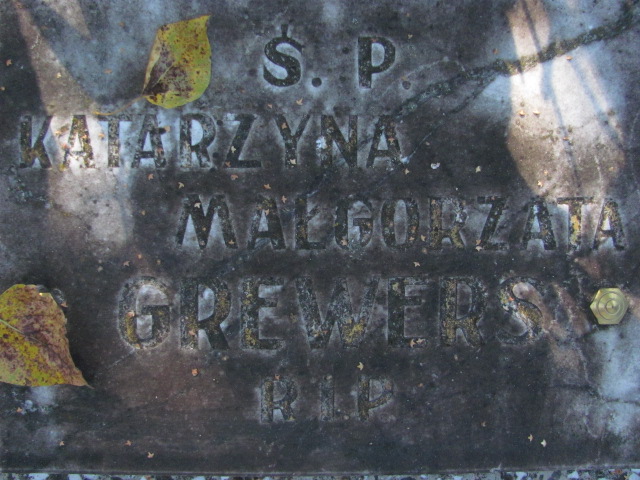 Ś. P.
KATARZYNA
MAŁGORZATA
GREWERS
R I P